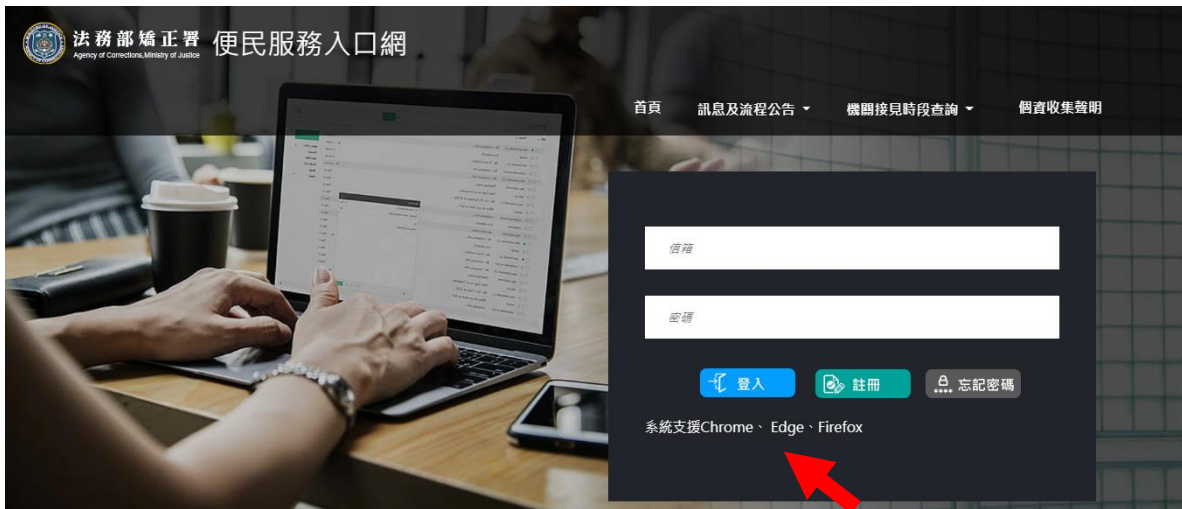 法務部矯正署 便民服務入口網
Agency of Corrections,Ministry of Justice
首頁 訊息及流程公告 機關接見時段查詢 個資收集聲明
信箱
密碼
登入 註冊 忘記密碼
系統支援Chrome、Edge、Firefox